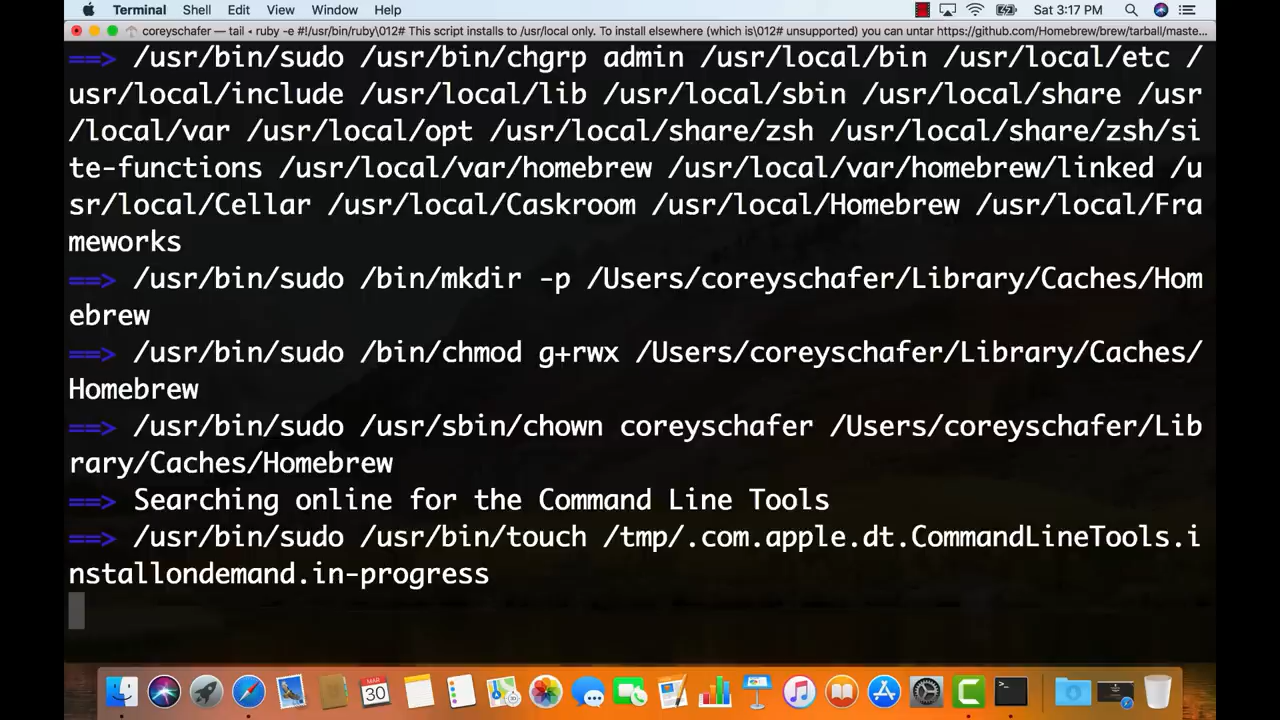 Terminal Shell Edit View Window Help Sat 3:17 PM
coreyschafer — tail ◂ ruby -e #!/usr/bin/ruby\012# This script installs to /usr/local only. To install elsewhere (which is\012# unsupported) you can untar https://github.com/Homebrew/brew/tarball/maste...
==> /usr/bin/sudo /usr/bin/chgrp admin /usr/local/bin /usr/local/etc /
usr/local/include /usr/local/lib /usr/local/sbin /usr/local/share /usr
/local/var /usr/local/opt /usr/local/share/zsh /usr/local/share/zsh/si
te-functions /usr/local/var/homebrew /usr/local/var/homebrew/linked /u
sr/local/Cellar /usr/local/Caskroom /usr/local/Homebrew /usr/local/Fra
meworks
==> /usr/bin/sudo /bin/mkdir -p /Users/coreyschafer/Library/Caches/Hom
ebrew
==> /usr/bin/sudo /bin/chmod g+rwx /Users/coreyschafer/Library/Caches/
Homebrew
==> /usr/bin/sudo /usr/sbin/chown coreyschafer /Users/coreyschafer/Lib
rary/Caches/Homebrew
==> Searching online for the Command Line Tools
==> /usr/bin/sudo /usr/bin/touch /tmp/.com.apple.dt.CommandLineTools.i
nstallondemand.in-progress
MAR
30